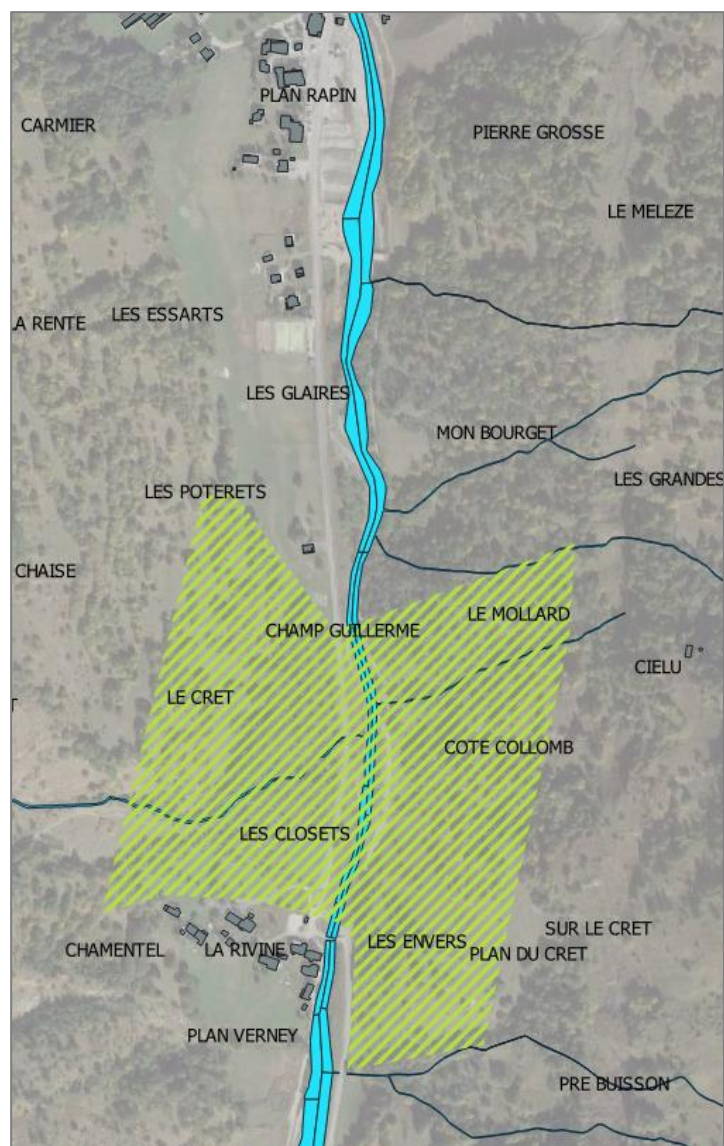 PLAN RAPIN
CARMIER
PIERRE GROSSE
LE MELEZE
LES ESSARTS
A RENTE
LES GLAIRES
MON BOURGET
LES GRANDES
LES POTERETS
CHAISE
LE MOLLARD
CHAMP GUILLERME
CIELU
LE CRET
T
COTE COLLOMB
LES CLOSETS
SUR LE CRET
LES ENVERS
CHAMENTEL
LA RIVINE
PLAN DU CRET
PLAN VERNEY
PRE BUISSON